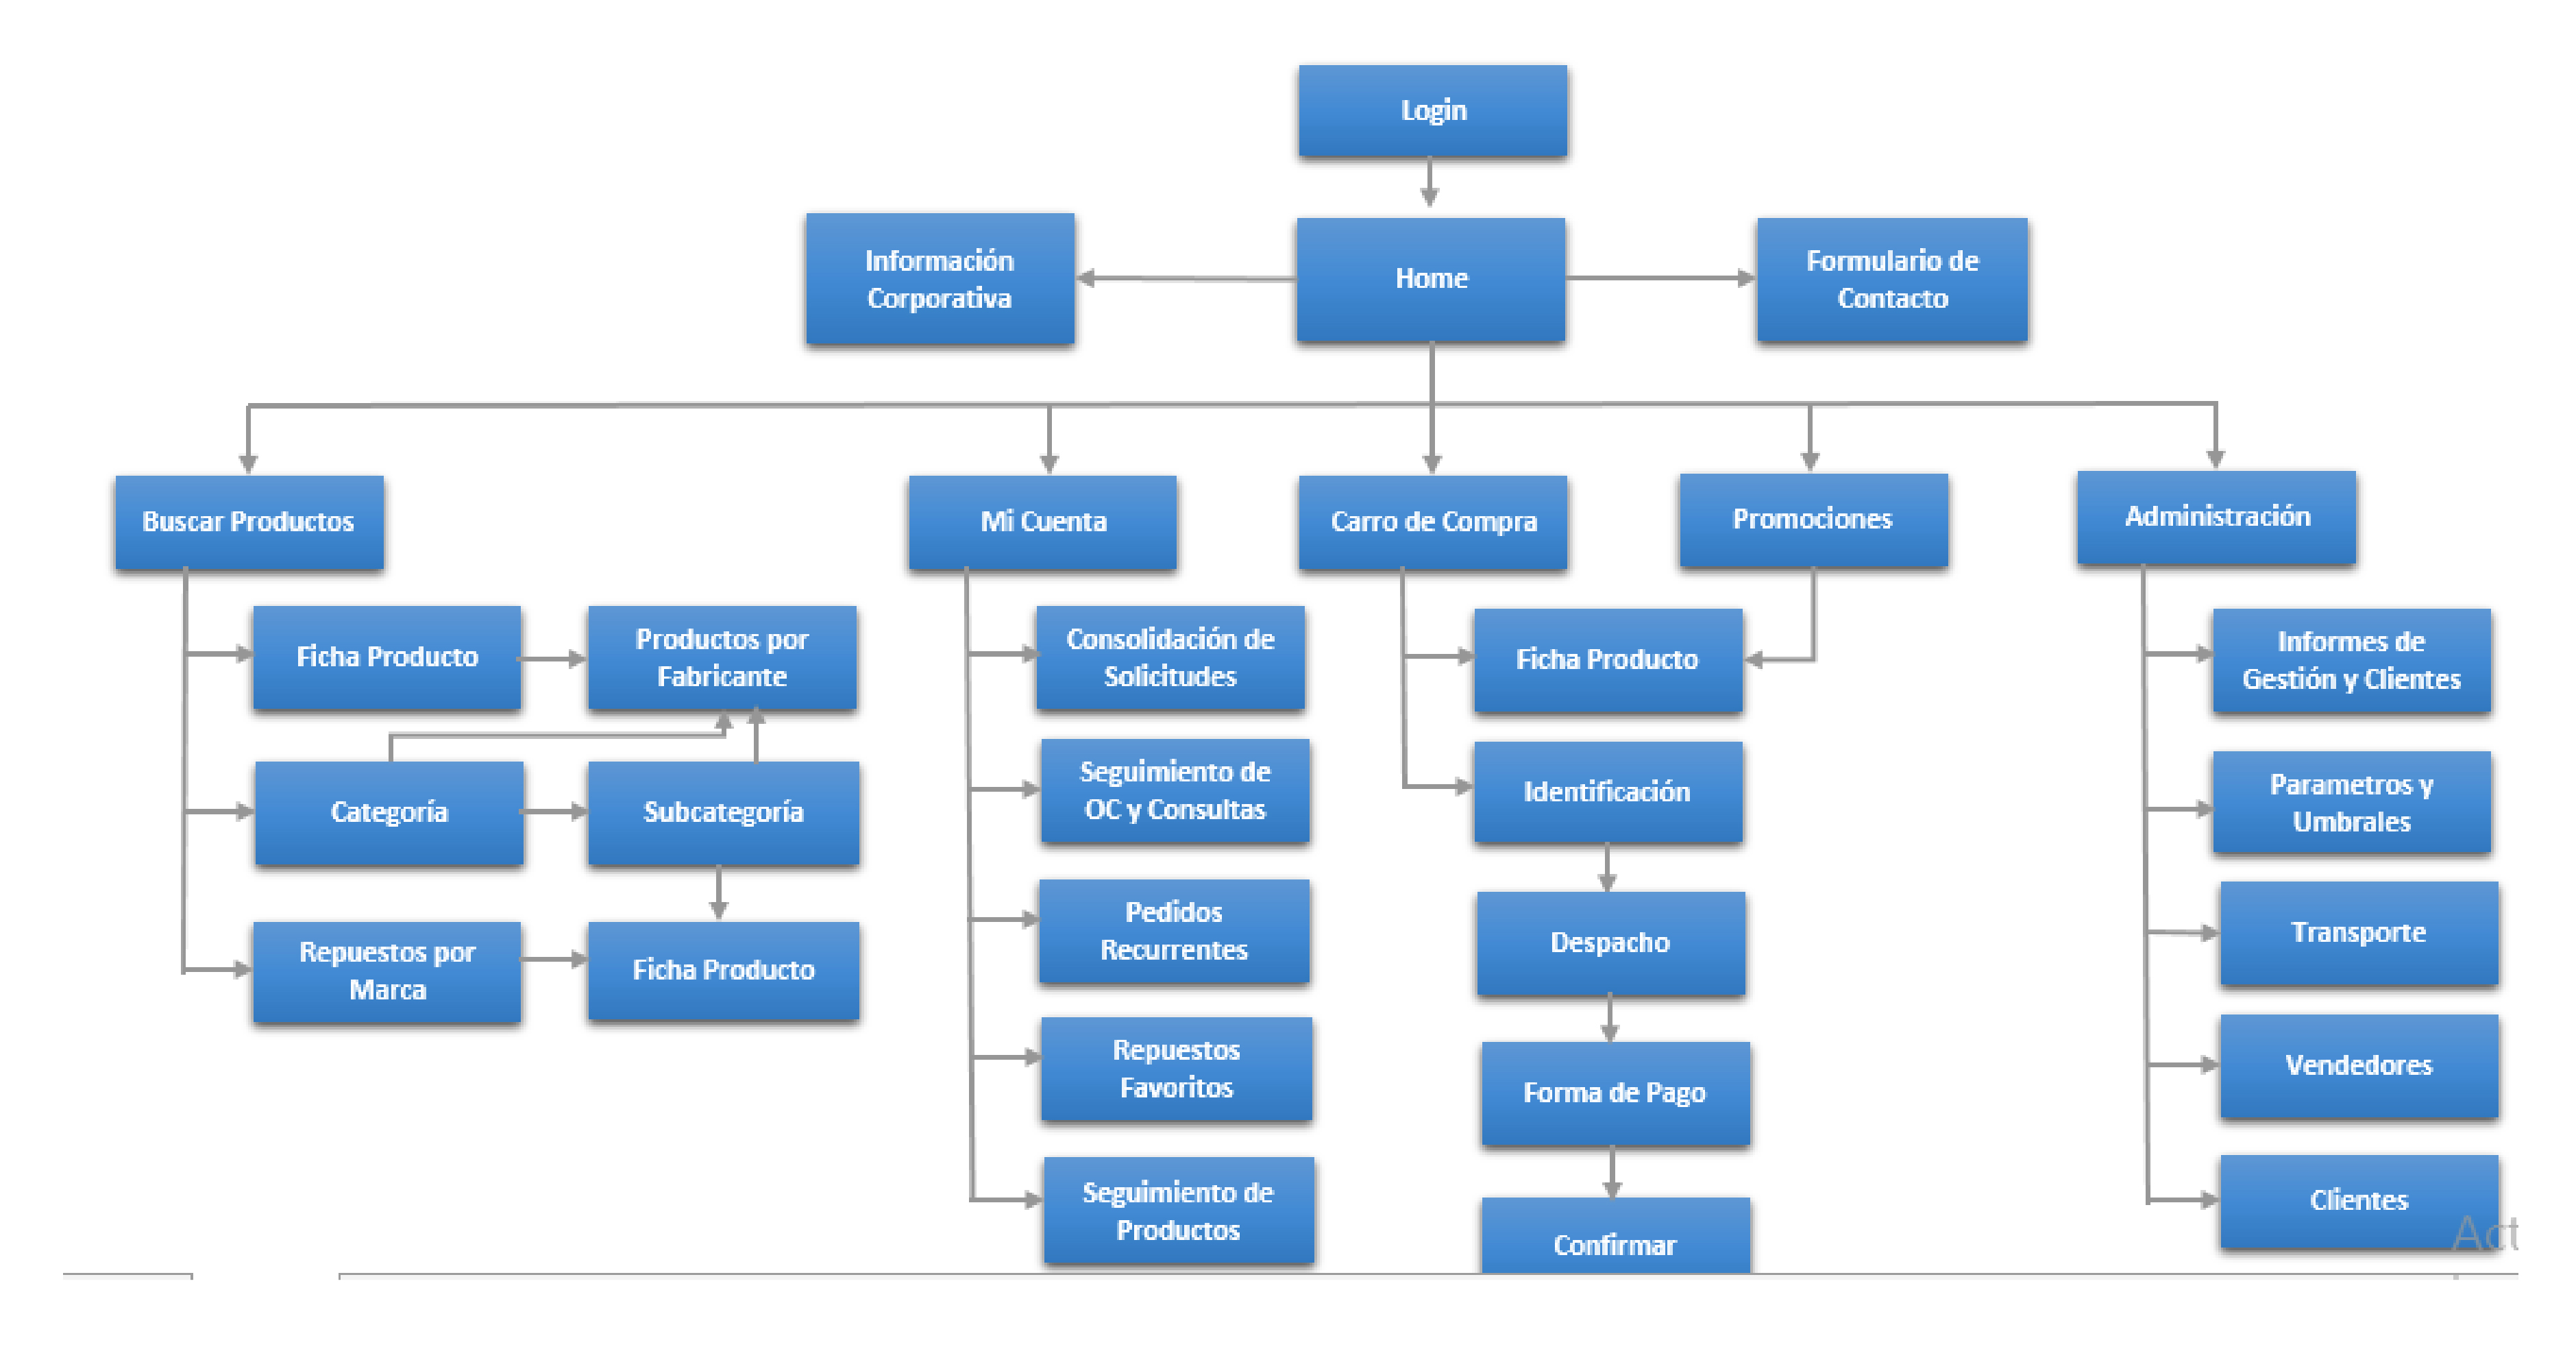 Login
Información
Corporativa
Home
Formulario de
Contacto
Buscar Productos
Mi Cuenta
Carro de Compra
Promociones
Administración
Ficha Producto
Productos por
Fabricante
Categoría
Subcategoría
Repuestos por
Marca
Ficha Producto
Consolidación de
Solicitudes
Seguimiento de
OC y Consultas
Pedidos
Recurrentes
Repuestos
Favoritos
Seguimiento de
Productos
Ficha Producto
Identificación
Despacho
Forma de Pago
Confirmar
Informes de
Gestión y Clientes
Parametros y
Umbrales
Transporte
Vendedores
Clientes
Act